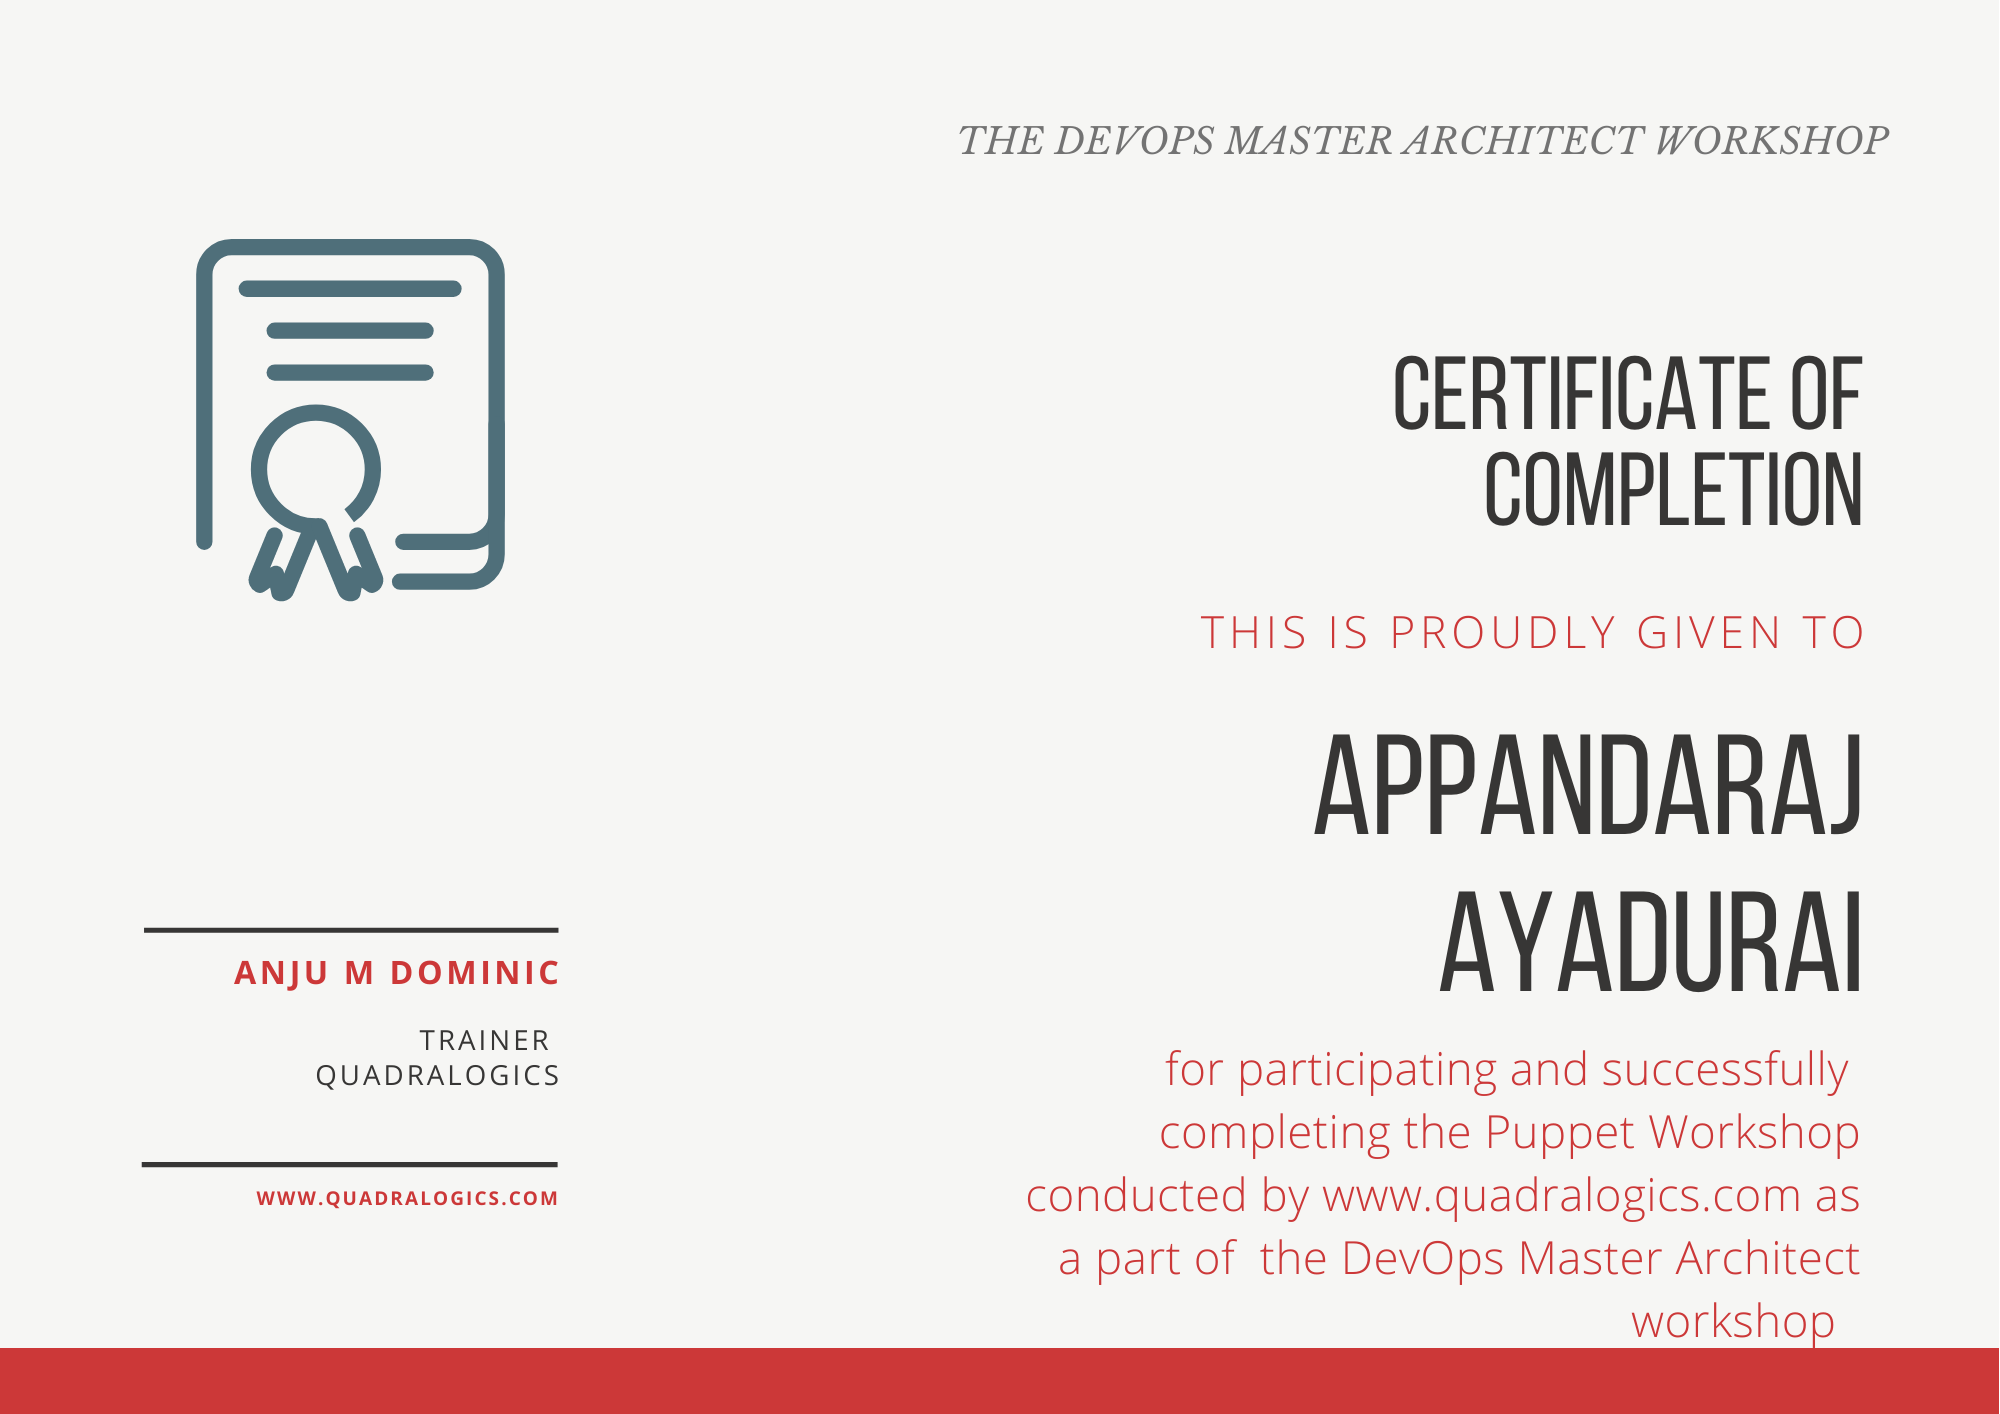 THE DEVOPS MASTER ARCHITECT WORKSHOP
CERTIFICATE OF
COMPLETION
THIS IS PROUDLY GIVEN TO
APPANDARAJ
AYADURAI
for participating and successfully
completing the Puppet Workshop
conducted by www.quadralogics.com as
a part of the DevOps Master Architect
workshop
ANJU M DOMINIC
TRAINER
QUADRALOGICS
WWW.QUADRALOGICS.COM